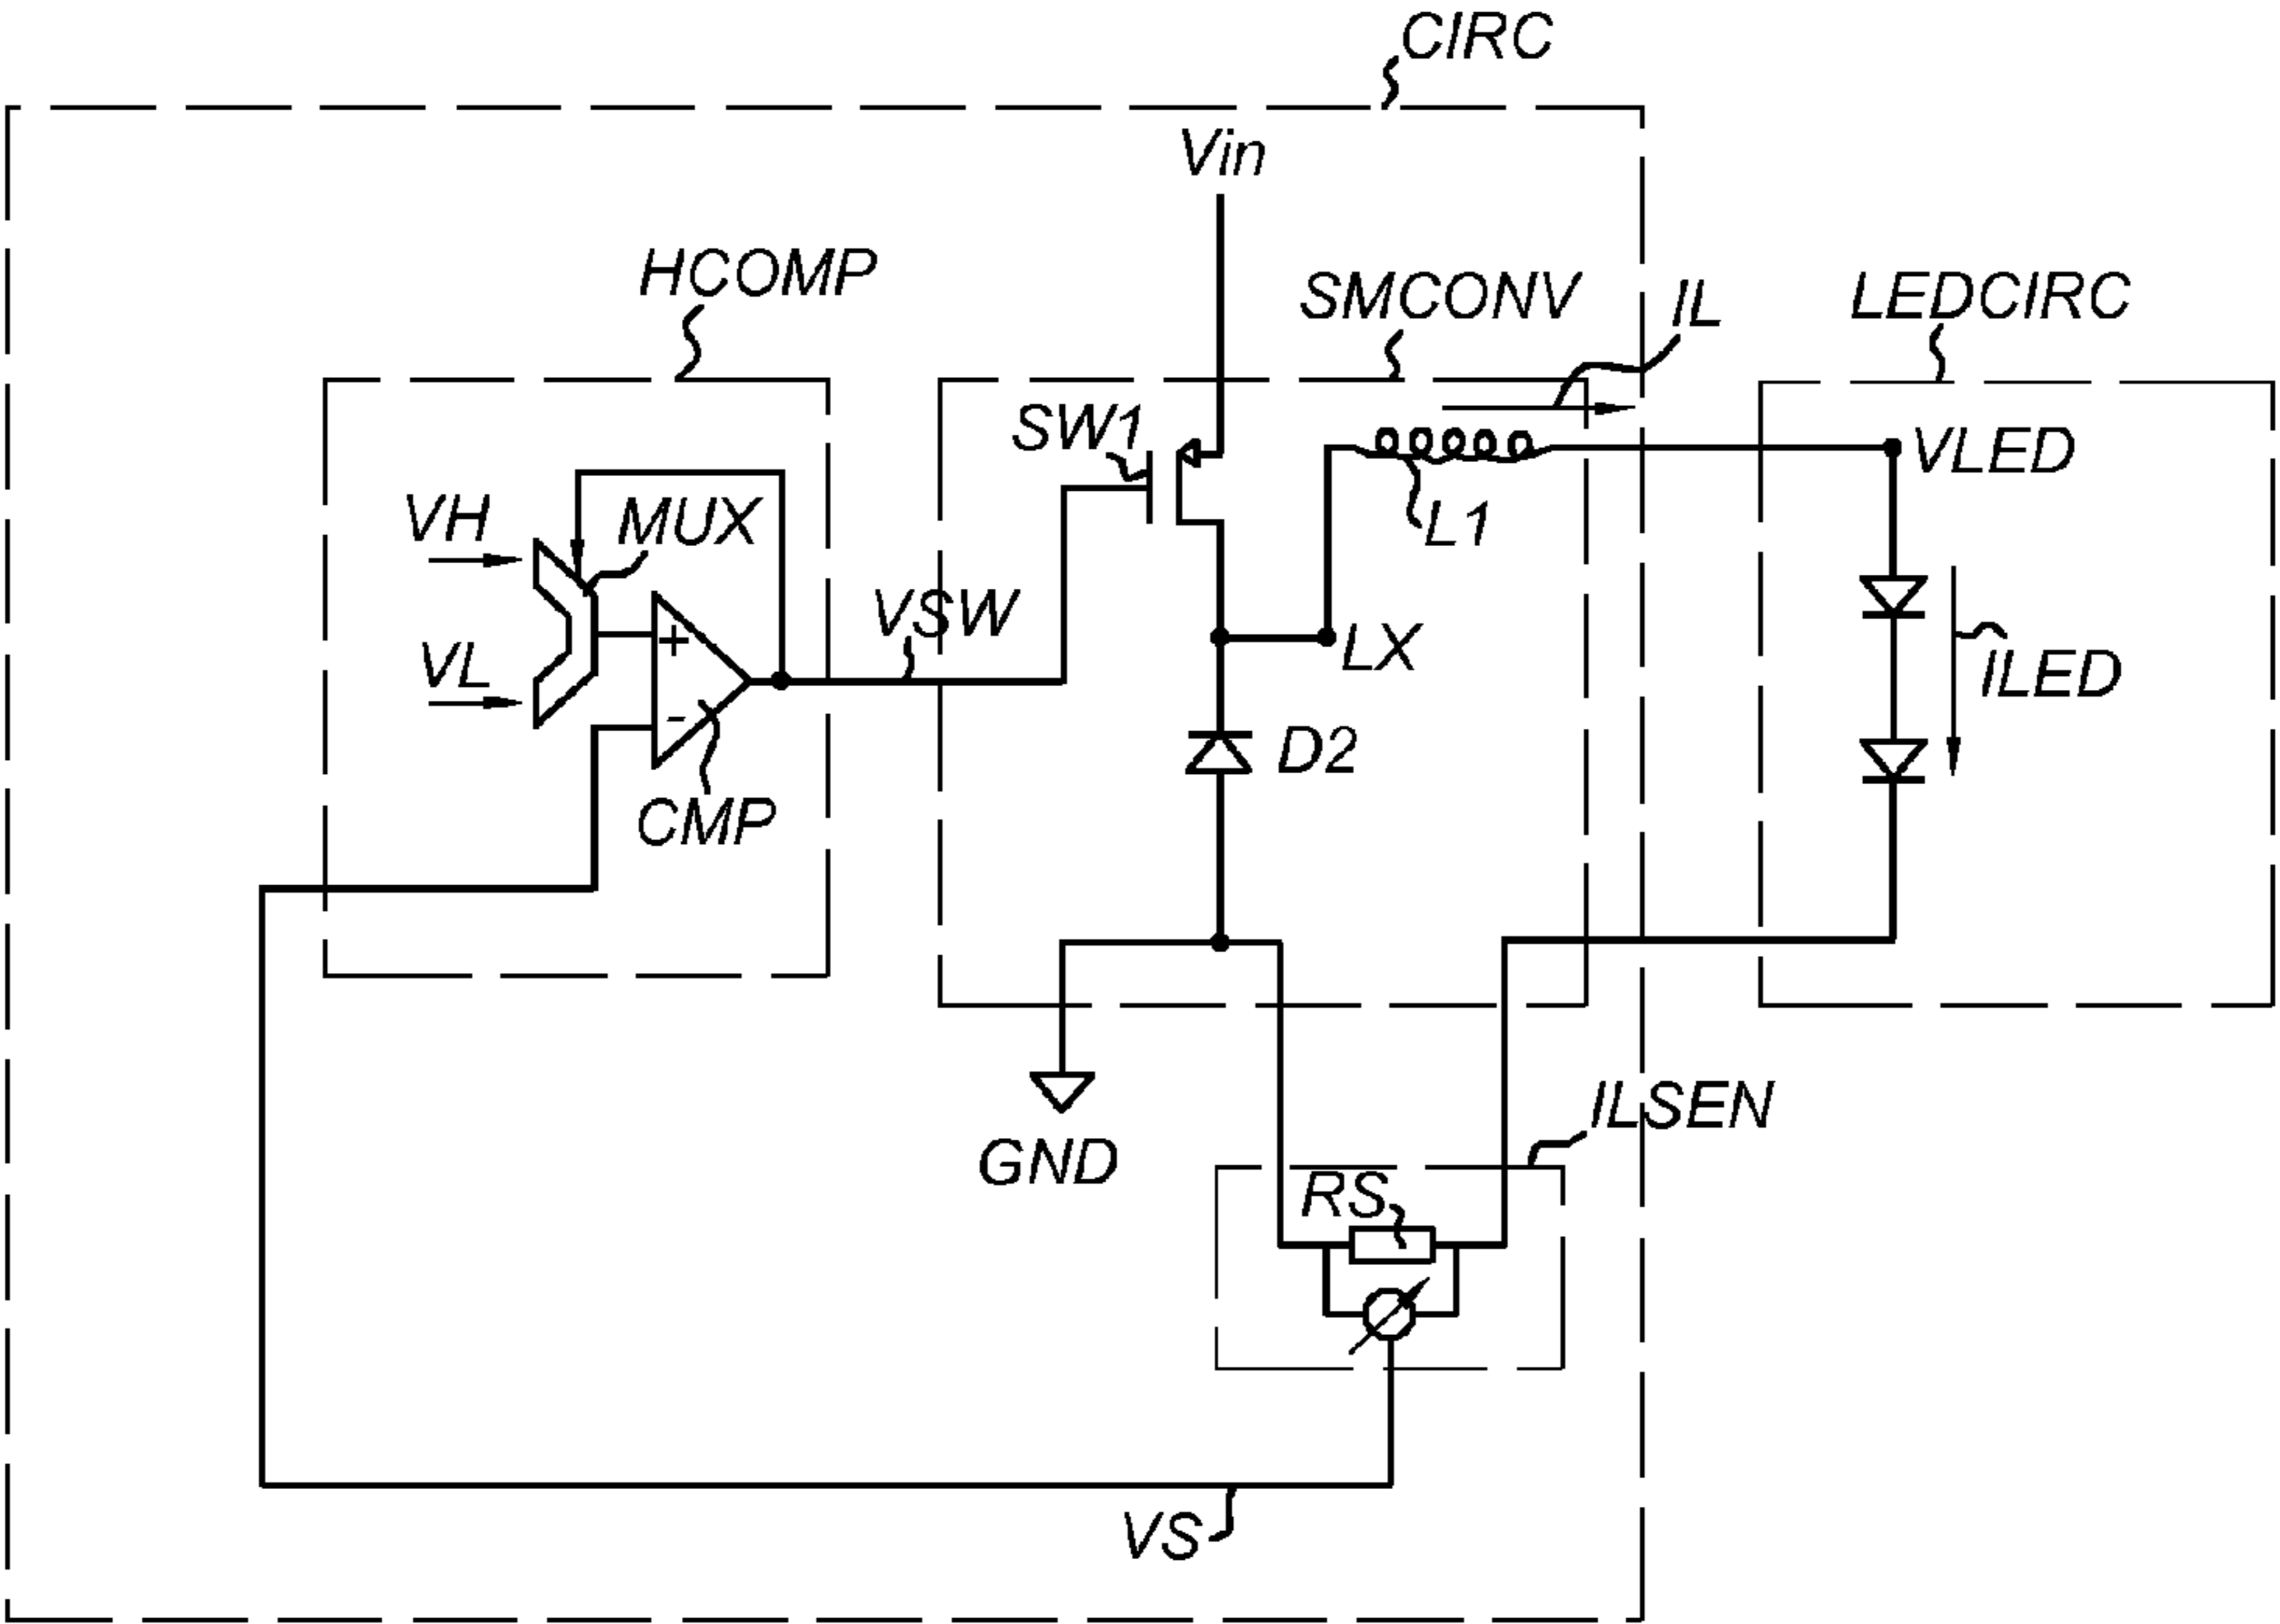 CIRC
Vin
HCOMP
SMCONV
IL
LEDCIRC
SW1
VLED
VH
MUX
L1
VSW
+
LX
VL
ILED
-
D2
CMP
ILSEN
GND
RS
VS